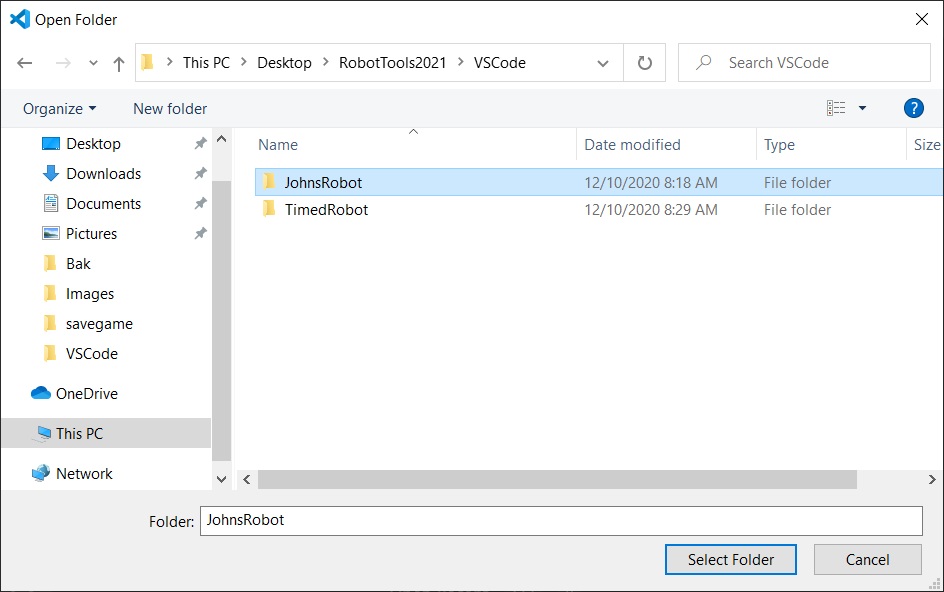 Open Folder
This PC > Desktop > RobotTools2021 > VSCode
Search VSCode
Organize
New folder
?
Name
Date modified
Type
Size
Desktop
Downloads
Documents
Pictures
Bak
Images
savegame
VSCode
OneDrive
This PC
Network
JohnsRobot 12/10/2020 8:18 AM File folder
TimedRobot 12/10/2020 8:29 AM File folder
Folder: JohnsRobot
Select Folder
Cancel